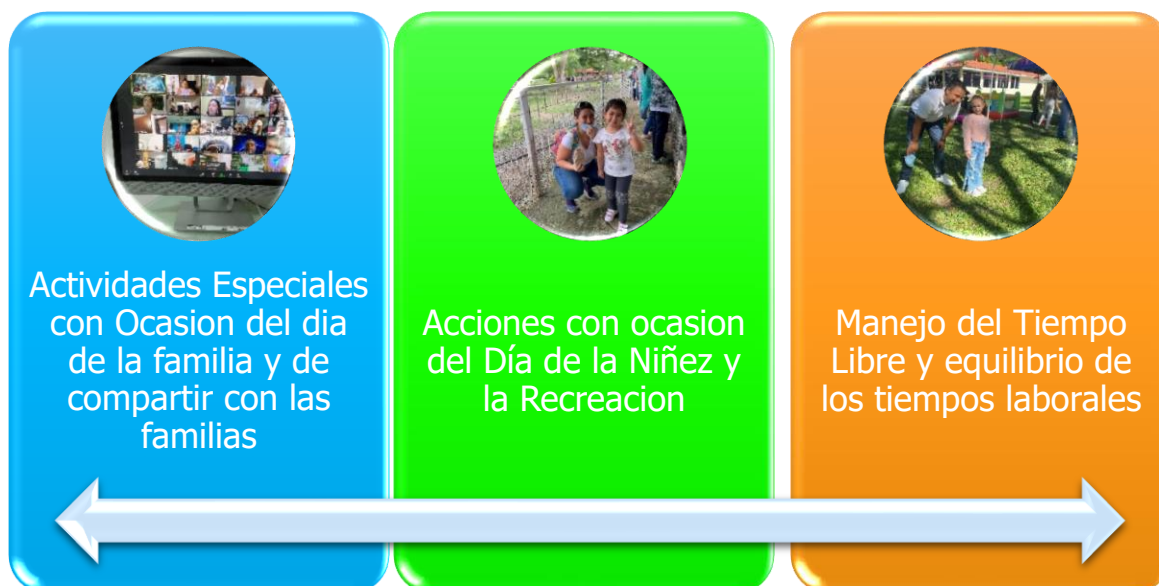 Actividades Especiales
con Ocasion del dia
de la familia y de
compartir con las
familias
Acciones con ocasion
del Día de la Niñez y
la Recreacion
Manejo del Tiempo
Libre y equilibrio de
los tiempos laborales